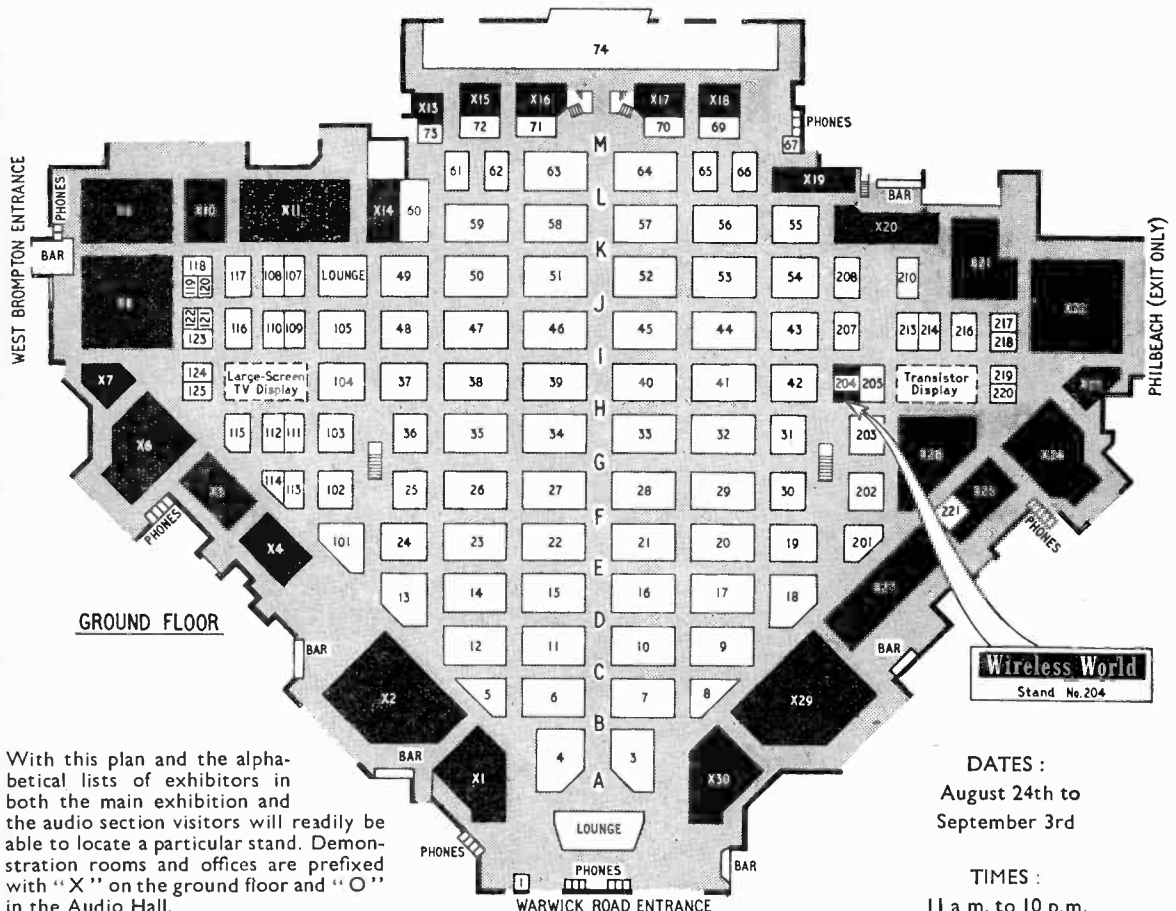 74
X13
X15
X16
X17
X18
73
72
71
70
69
PHONES
67
M
61
62
63
64
65
66
X19
BAR
WEST BROMPTON ENTRANCE
PHONES
BAR
X10
X11
X14
60
L
59
58
57
56
55
X20
X21
PHILBEACH (EXIT ONLY)
K
118
119
120
117
108
107
LOUNGE
49
50
51
52
53
54
208
210
J
122
121
123
116
110
109
105
48
47
46
45
44
43
207
213
214
216
217
218
I
X7
124
125
Large-Screen
TV Display
104
37
38
39
40
41
42
204
205
Transistor
Display
219
220
H
X6
115
112
111
103
36
35
34
33
32
31
203
X24
G
114
113
102
25
26
27
28
29
30
202
221
PHONES
PHONES
F
X4
101
24
23
22
21
20
19
201
E
13
14
15
16
17
18
D
GROUND FLOOR
BAR
12
11
10
9
BAR
Wireless World
Stand No. 204
C
X2
5
6
7
8
X29
B
BAR
X1
4
3
X30
A
LOUNGE
PHONES
PHONES
BAR
1
WARWICK ROAD ENTRANCE
With this plan and the alpha-
betical lists of exhibitors in
both the main exhibition and
the audio section visitors will readily be
able to locate a particular stand. Demon-
stration rooms and offices are prefixed
with "X" on the ground floor and "O"
in the Audio Hall.
DATES :
August 24th to
September 3rd
TIMES :
11 a.m. to 10 p.m.